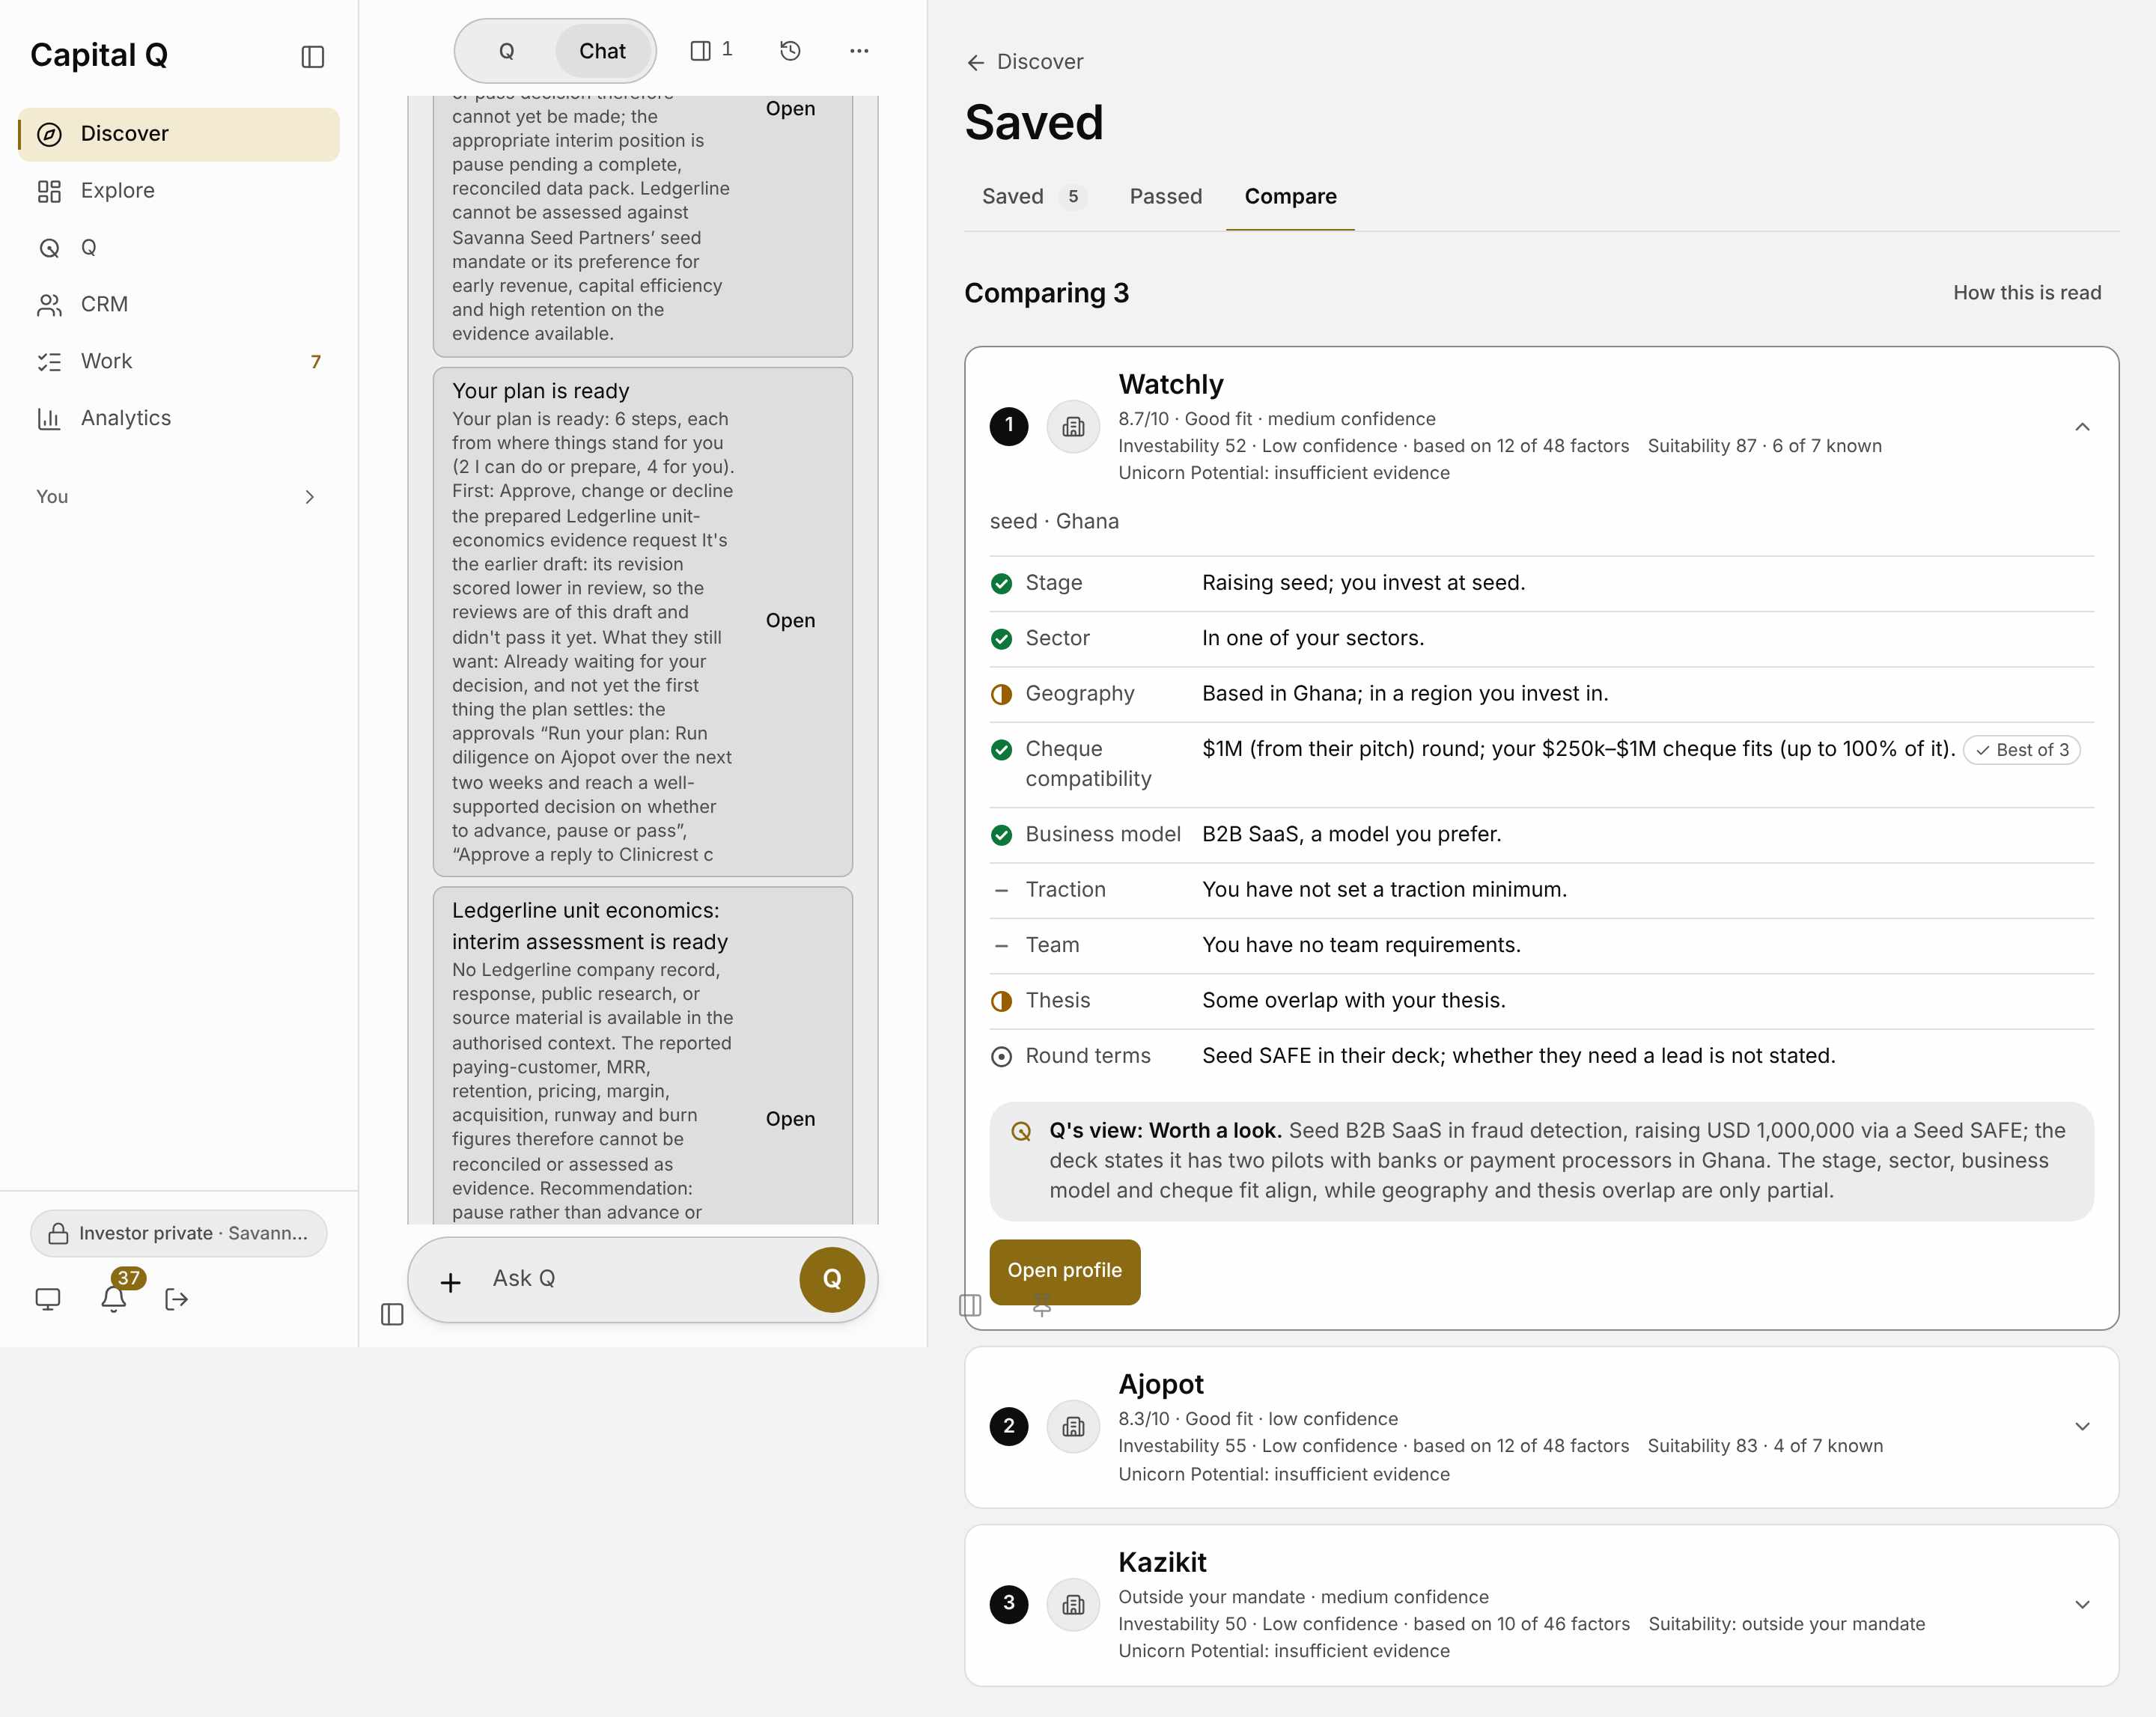 Capital Q
Discover
Explore
Q
CRM
Work 7
Analytics
You
Investor private · Savann...
37
Q Chat 1
cannot yet be made; the
appropriate interim position is
pause pending a complete,
reconciled data pack. Ledgerline
cannot be assessed against
Savanna Seed Partners’ seed
mandate or its preference for
early revenue, capital efficiency
and high retention on the
evidence available.
Open
Your plan is ready
Your plan is ready: 6 steps, each
from where things stand for you
(2 I can do or prepare, 4 for you).
First: Approve, change or decline
the prepared Ledgerline unit-
economics evidence request It's
the earlier draft: its revision
scored lower in review, so the
reviews are of this draft and
didn't pass it yet. What they still
want: Already waiting for your
decision, and not yet the first
thing the plan settles: the
approvals “Run your plan: Run
diligence on Ajopot over the next
two weeks and reach a well-
supported decision on whether
to advance, pause or pass”,
“Approve a reply to Clinicrest c
Open
Ledgerline unit economics:
interim assessment is ready
No Ledgerline company record,
response, public research, or
source material is available in the
authorised context. The reported
paying-customer, MRR,
retention, pricing, margin,
acquisition, runway and burn
figures therefore cannot be
reconciled or assessed as
evidence. Recommendation:
pause rather than advance or
Open
Ask Q
Q
Discover
Saved
Saved 5 Passed Compare
Comparing 3
How this is read
1
Watchly
8.7/10 · Good fit · medium confidence
Investability 52 · Low confidence · based on 12 of 48 factors Suitability 87 · 6 of 7 known
Unicorn Potential: insufficient evidence
seed · Ghana
Stage Raising seed; you invest at seed.
Sector In one of your sectors.
Geography Based in Ghana; in a region you invest in.
Cheque compatibility $1M (from their pitch) round; your $250k–$1M cheque fits (up to 100% of it). Best of 3
Business model B2B SaaS, a model you prefer.
Traction You have not set a traction minimum.
Team You have no team requirements.
Thesis Some overlap with your thesis.
Round terms Seed SAFE in their deck; whether they need a lead is not stated.
Q's view: Worth a look. Seed B2B SaaS in fraud detection, raising USD 1,000,000 via a Seed SAFE; the
deck states it has two pilots with banks or payment processors in Ghana. The stage, sector, business
model and cheque fit align, while geography and thesis overlap are only partial.
Open profile
2
Ajopot
8.3/10 · Good fit · low confidence
Investability 55 · Low confidence · based on 12 of 48 factors Suitability 83 · 4 of 7 known
Unicorn Potential: insufficient evidence
3
Kazikit
Outside your mandate · medium confidence
Investability 50 · Low confidence · based on 10 of 46 factors Suitability: outside your mandate
Unicorn Potential: insufficient evidence